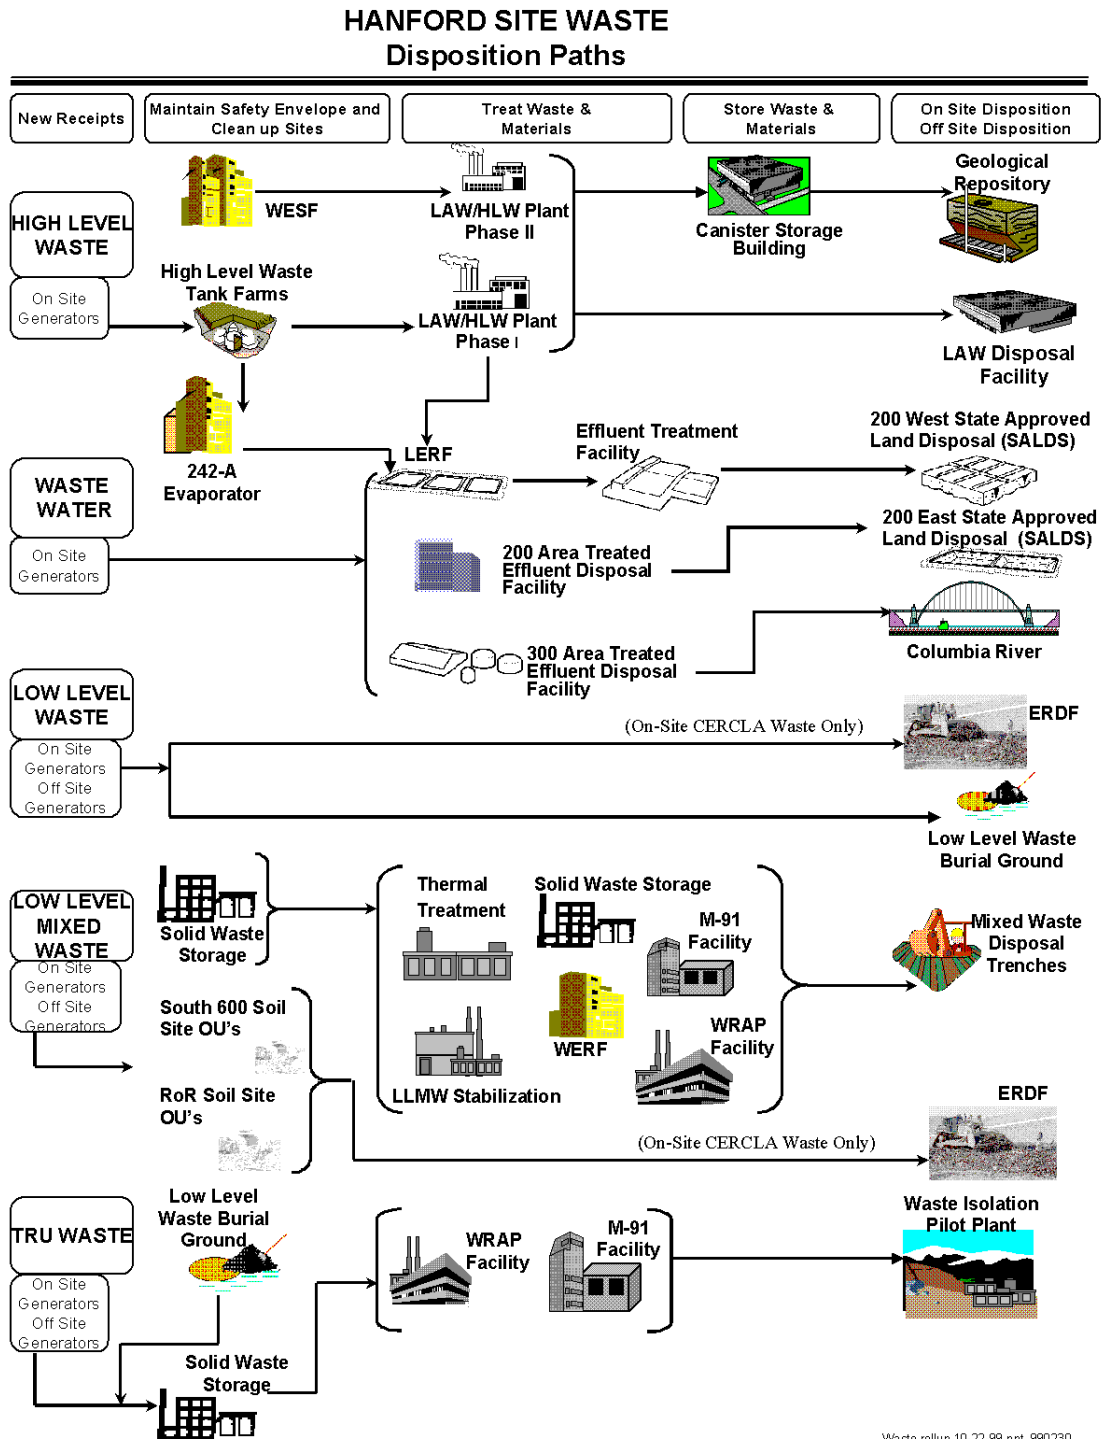 HANFORD SITE WASTE
Disposition Paths
New Receipts
Maintain Safety Envelope and
Clean up Sites
Treat Waste &
Materials
Store Waste &
Materials
On Site Disposition
Off Site Disposition
HIGH LEVEL
WASTE
On Site
Generators
WESF
LAW/HLW Plant
Phase II
Canister Storage
Building
Geological
Repository
High Level Waste
Tank Farms
LAW/HLW Plant
Phase I
LAW Disposal
Facility
242-A
Evaporator
WASTE
WATER
On Site
Generators
LERF
Effluent Treatment
Facility
200 West State Approved
Land Disposal (SALDS)
200 Area Treated
Effluent Disposal
Facility
200 East State Approved
Land Disposal (SALDS)
300 Area Treated
Effluent Disposal
Facility
Columbia River
LOW LEVEL
WASTE
On Site
Generators
Off Site
Generators
(On-Site CERCLA Waste Only)
ERDF
Low Level Waste
Burial Ground
LOW LEVEL
MIXED
WASTE
On Site
Generators
Off Site
Generators
Solid Waste
Storage
South 600 Soil
Site OU's
RoR Soil Site
OU's
Thermal
Treatment
Solid Waste Storage
M-91
Facility
WERF
WRAP
Facility
LLMW Stabilization
Mixed Waste
Disposal
Trenches
(On-Site CERCLA Waste Only)
ERDF
TRU WASTE
On Site
Generators
Off Site
Generators
Low Level
Waste Burial
Ground
Solid Waste
Storage
WRAP
Facility
M-91
Facility
Waste Isolation
Pilot Plant
Waste rollup 10-22-99.ppt 990230